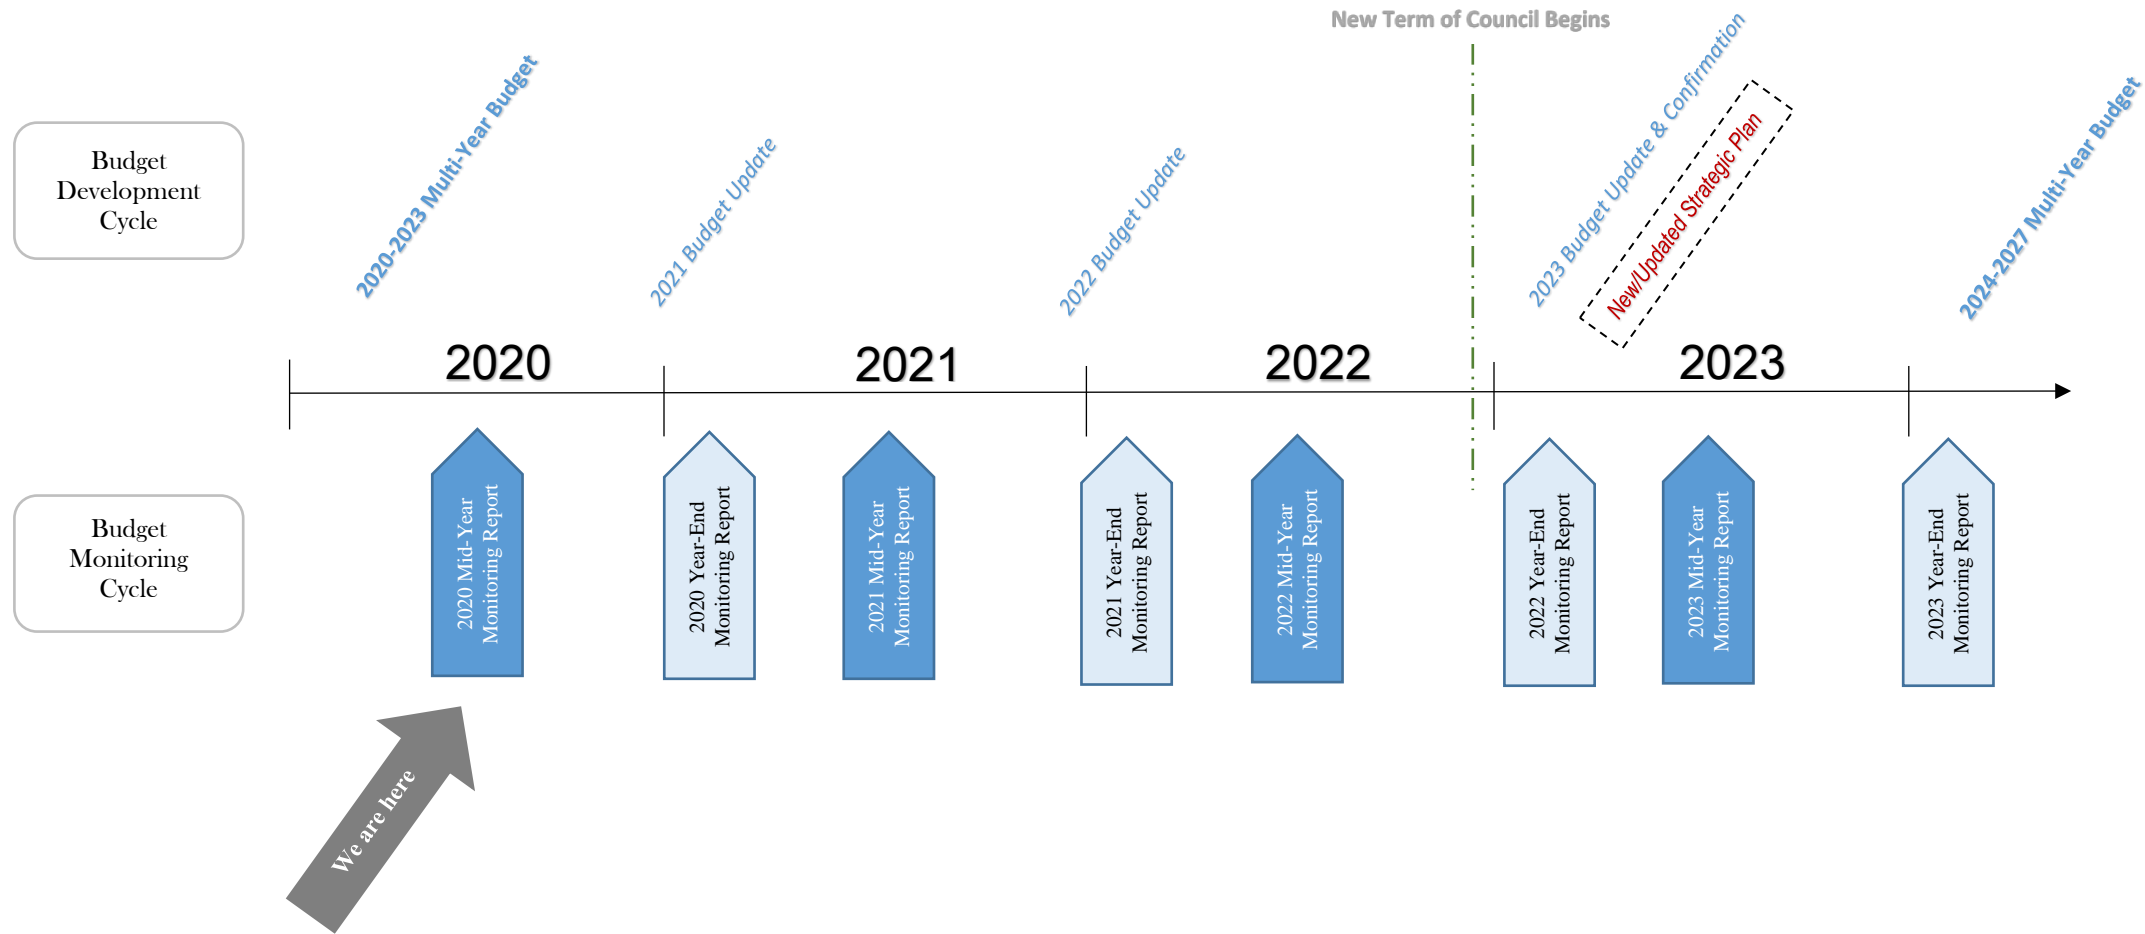 New Term of Council Begins
Budget
Development
Cycle
2020-2023 Multi-Year Budget
2021 Budget Update
2022 Budget Update
2023 Budget Update & Confirmation
New/Updated Strategic Plan
2024-2027 Multi-Year Budget
2020
2021
2022
2023
Budget
Monitoring
Cycle
2020 Mid-Year
Monitoring Report
2020 Year-End
Monitoring Report
2021 Mid-Year
Monitoring Report
2021 Year-End
Monitoring Report
2022 Mid-Year
Monitoring Report
2022 Year-End
Monitoring Report
2023 Mid-Year
Monitoring Report
2023 Year-End
Monitoring Report
We are here